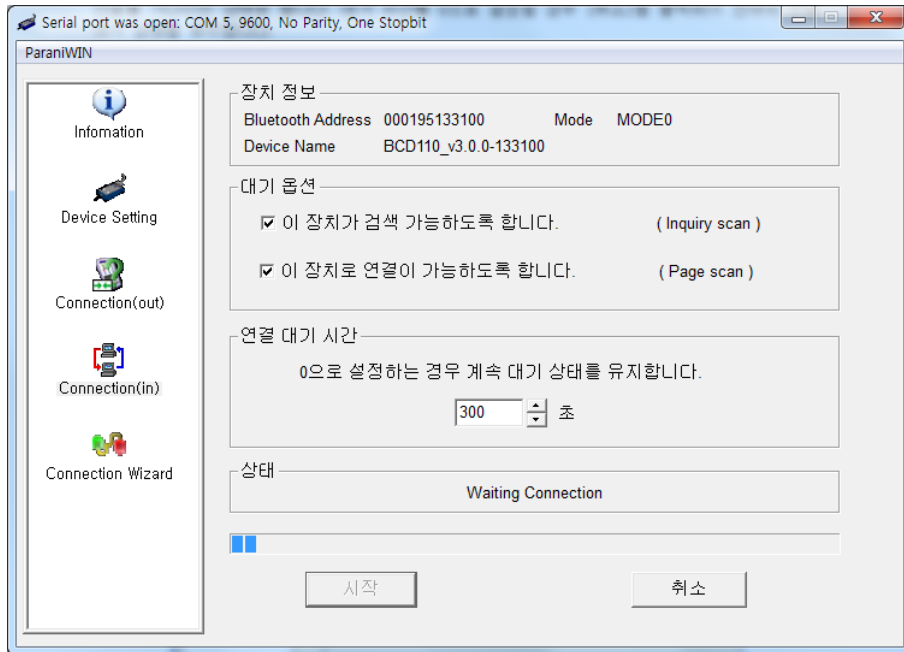 Serial port was open: COM 5, 9600, No Parity, One Stopbit
ParaniWIN
Infomation
Device Setting
Connection(out)
Connection(in)
Connection Wizard
장치 정보
Bluetooth Address 000195133100 Mode MODE0
Device Name BCD110_v3.0.0-133100
대기 옵션
이 장치가 검색 가능하도록 합니다. ( Inquiry scan )
이 장치로 연결이 가능하도록 합니다. ( Page scan )
연결 대기 시간
0으로 설정하는 경우 계속 대기 상태를 유지합니다.
300 초
상태
Waiting Connection
시작 취소